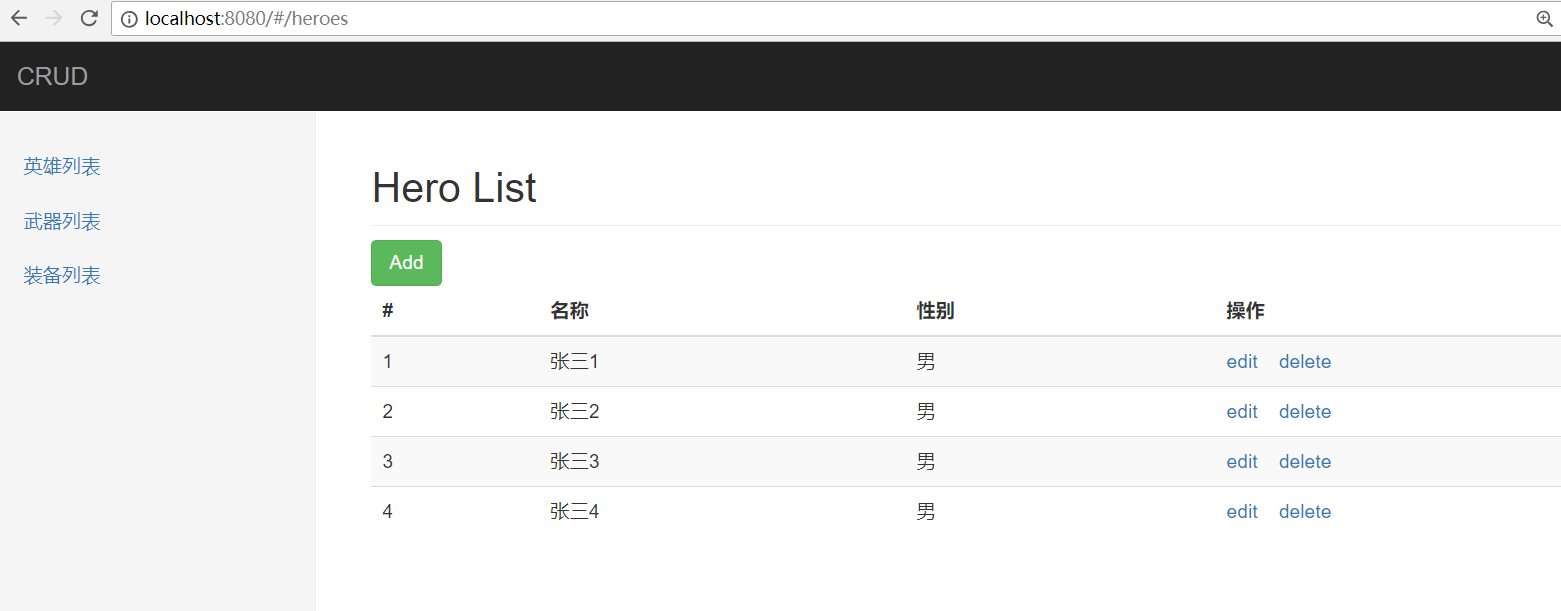 localhost:8080/#/heroes
CRUD
英雄列表
武器列表
装备列表
Hero List
Add
# 名称 性别 操作
1 张三1 男 edit delete
2 张三2 男 edit delete
3 张三3 男 edit delete
4 张三4 男 edit delete